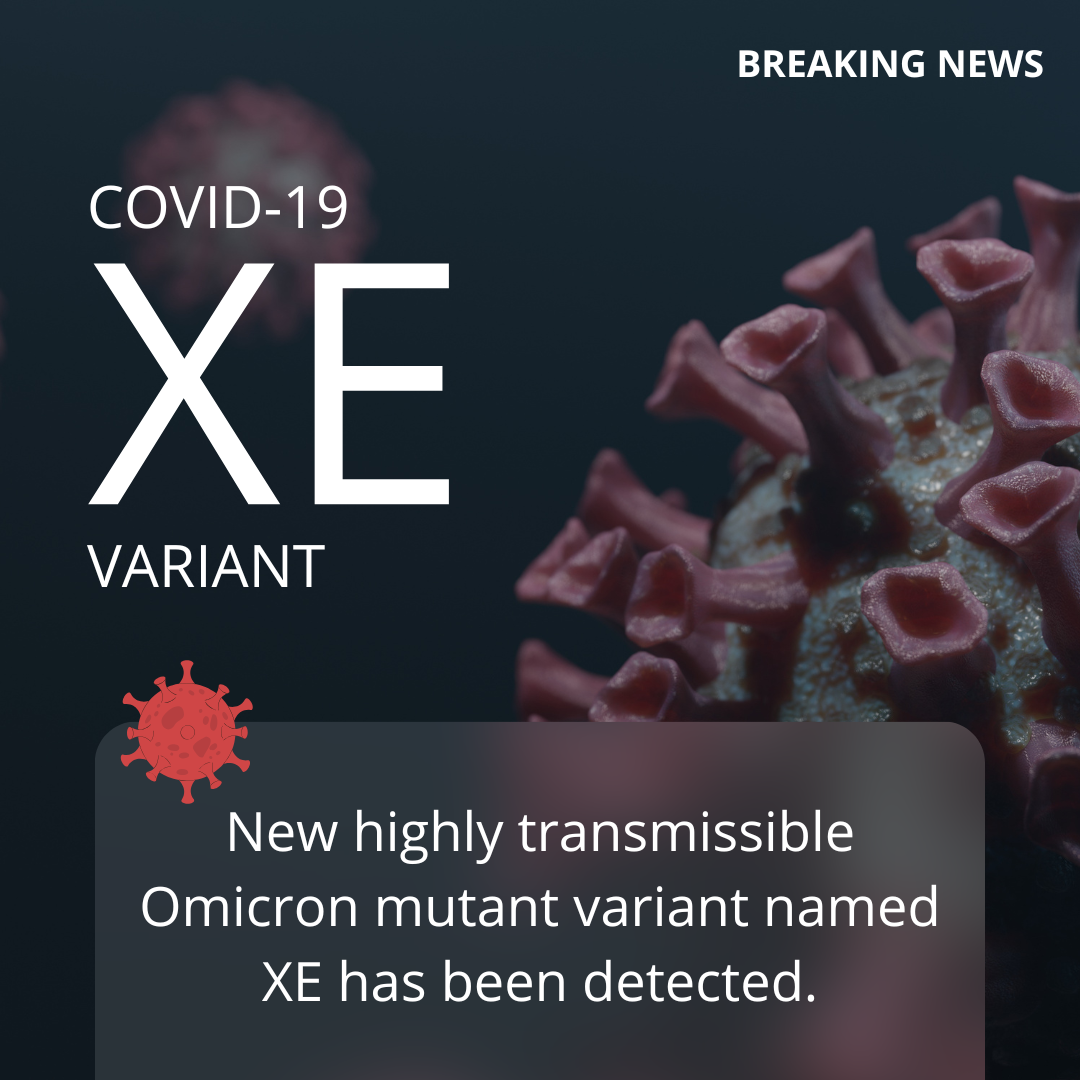 BREAKING NEWS
COVID-19
XE
VARIANT
New highly transmissible
Omicron mutant variant named
XE has been detected.